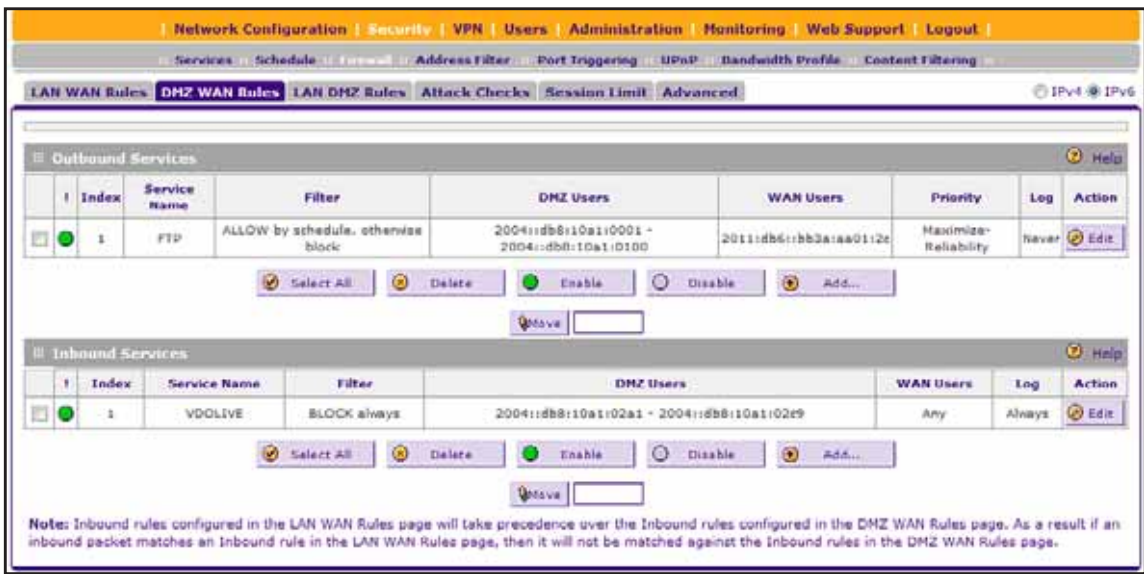 Network Configuration | Security | VPN | Users | Administration | Monitoring | Web Support | Logout |
Services :: Schedule :: Firewall :: Address Filter :: Port Triggering :: UPnP :: Bandwidth Profile :: Content Filtering ::
LAN WAN Rules DMZ WAN Rules LAN DMZ Rules Attack Checks Session Limit Advanced IPv4 IPv6
Outbound Services Help
! Index Service Name Filter DMZ Users WAN Users Priority Log Action
1 FTP ALLOW by schedule, otherwise block 2004::db8:10a1:0001 - 2004::db8:10a1:0100 Maximize-Reliability Never Edit
Select All Delete Enable Disable Add...
Move
Inbound Services Help
! Index Service Name Filter DMZ Users WAN Users Log Action
1 VDOLIVE BLOCK always 2004::db8:10a1:02a1 - 2004::db8:10a1:02e9 Any Always Edit
Select All Delete Enable Disable Add...
Move
Note: Inbound rules configured in the LAN WAN Rules page will take precedence over the Inbound rules configured in the DMZ WAN Rules page. As a result if an
inbound packet matches an Inbound rule in the LAN WAN Rules page, then it will not be matched against the Inbound rules in the DMZ WAN Rules page.